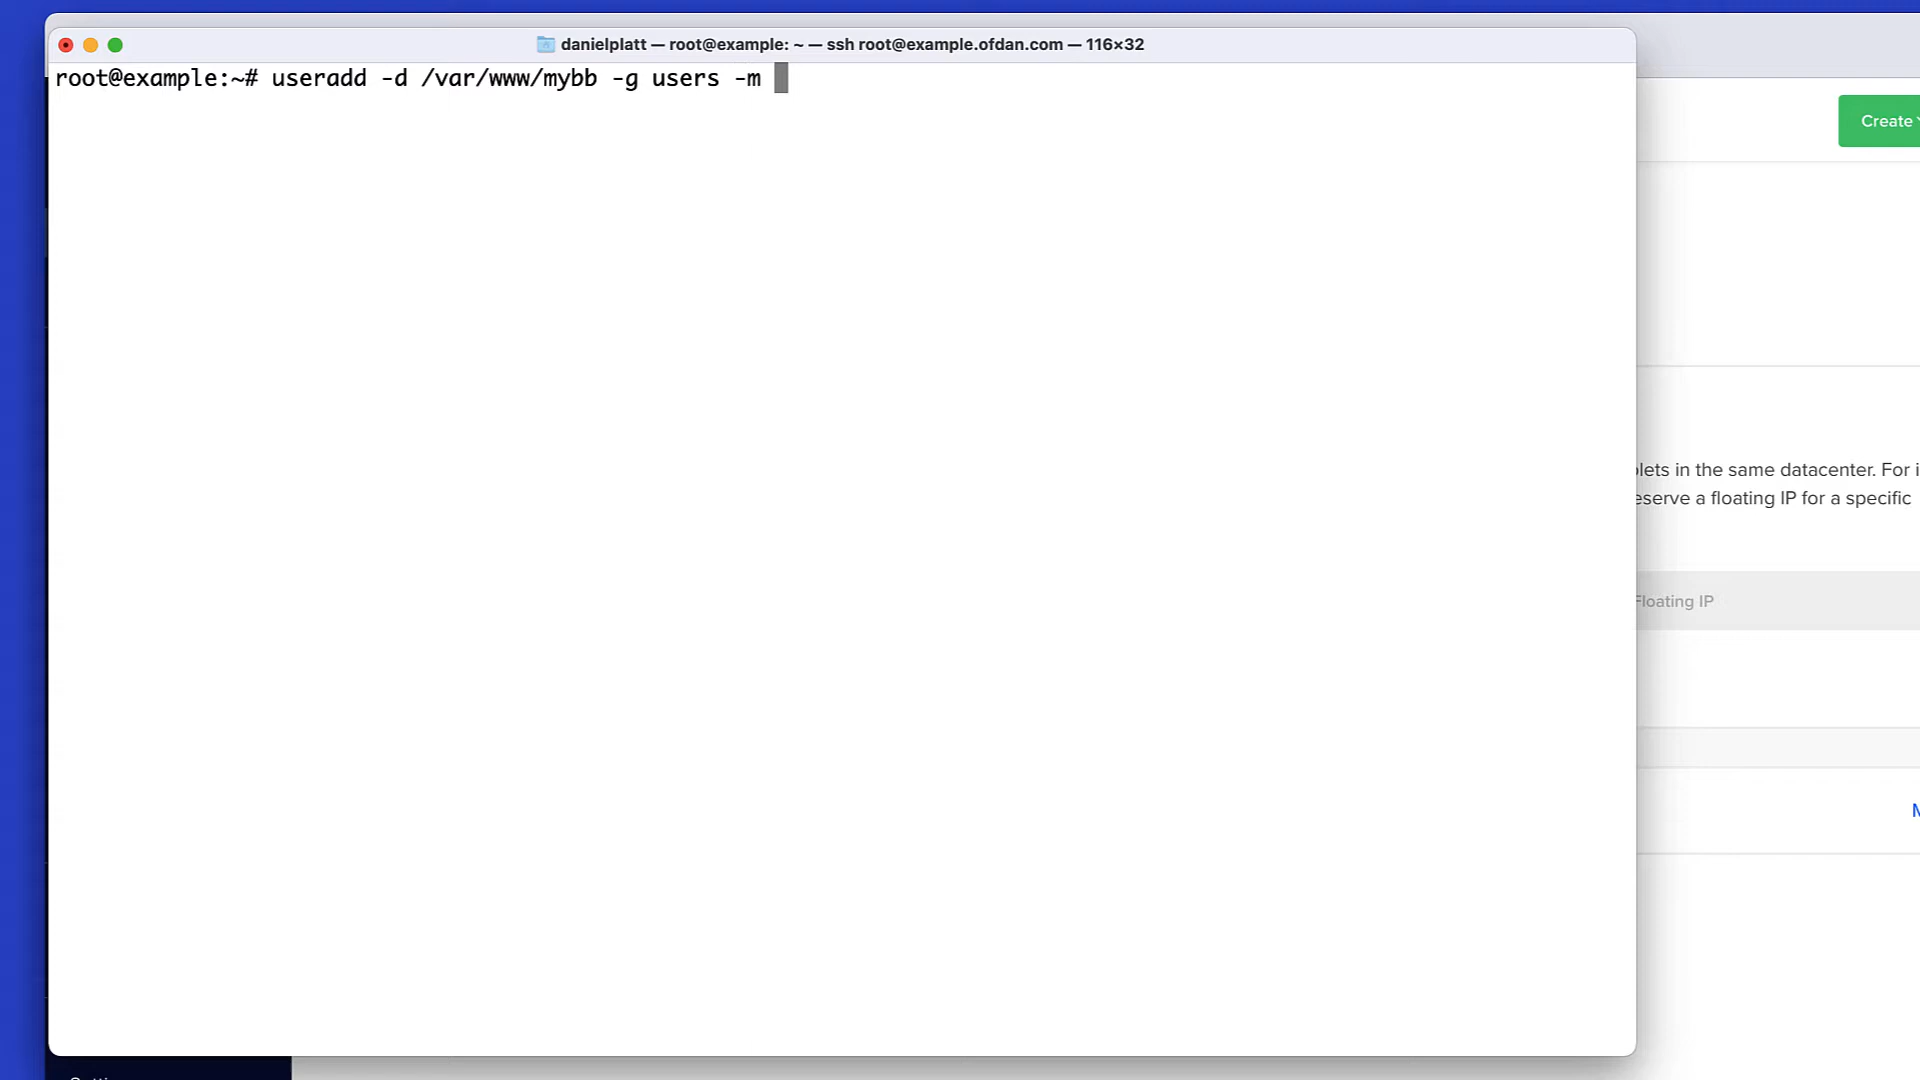 danielplatt — root@example: ~ — ssh root@example.ofdan.com — 116×32
root@example:~# useradd -d /var/www/mybb -g users -m
Create
lets in the same datacenter. For
eserve a floating IP for a specific
Floating IP